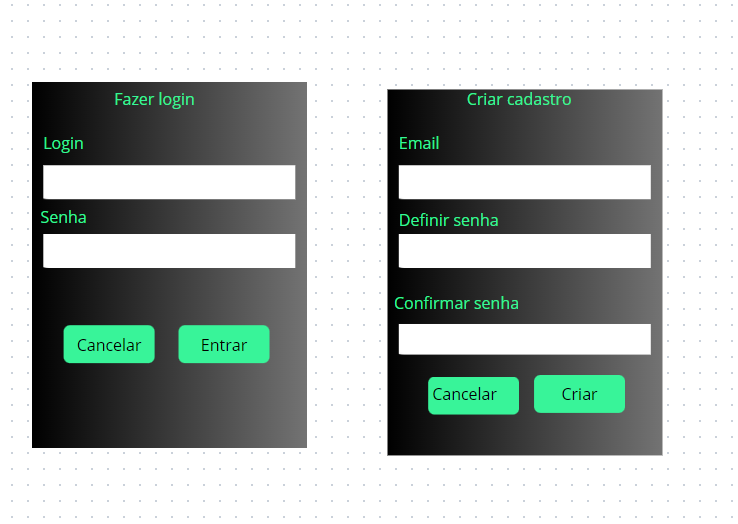 Fazer login
Login
Senha
Cancelar
Entrar
Criar cadastro
Email
Definir senha
Confirmar senha
Cancelar
Criar